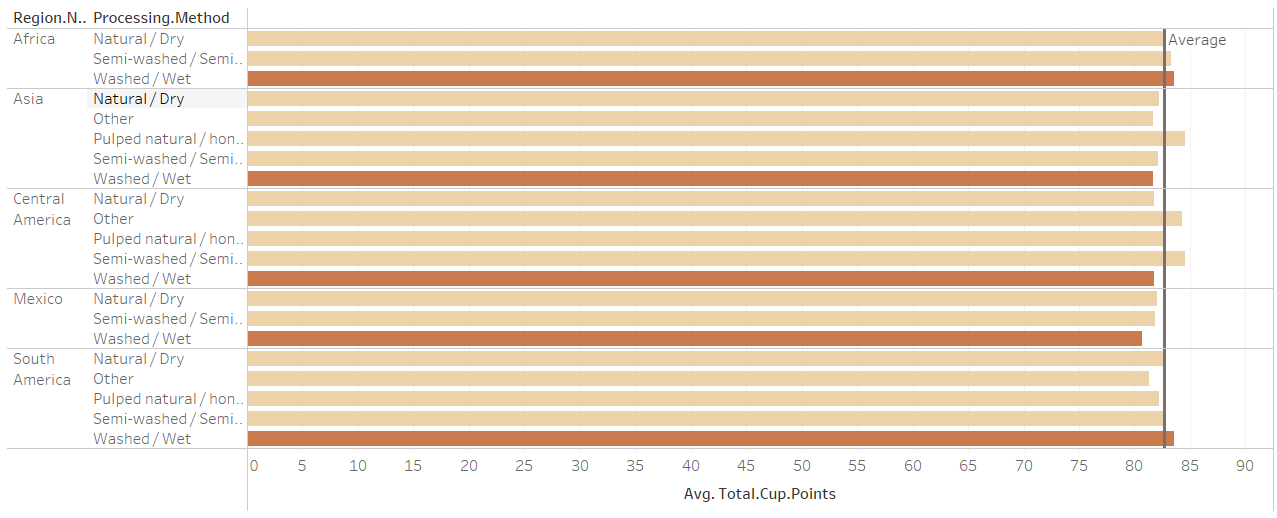 Region.N.. Processing.Method
Africa Natural / Dry
Average
Semi-washed / Semi..
Washed / Wet
Asia Natural / Dry
Other
Pulped natural / hon..
Semi-washed / Semi..
Washed / Wet
Central America Natural / Dry
Other
Pulped natural / hon..
Semi-washed / Semi..
Washed / Wet
Mexico Natural / Dry
Semi-washed / Semi..
Washed / Wet
South America Natural / Dry
Other
Pulped natural / hon..
Semi-washed / Semi..
Washed / Wet
0 5 10 15 20 25 30 35 40 45 50 55 60 65 70 75 80 85 90
Avg. Total.Cup.Points